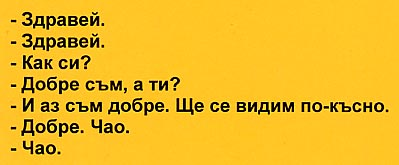 - Здравей.
- Здравей.
- Как си?
- Добре съм, а ти?
- И аз съм добре. Ще се видим по-късно.
- Добре. Чао.
- Чао.